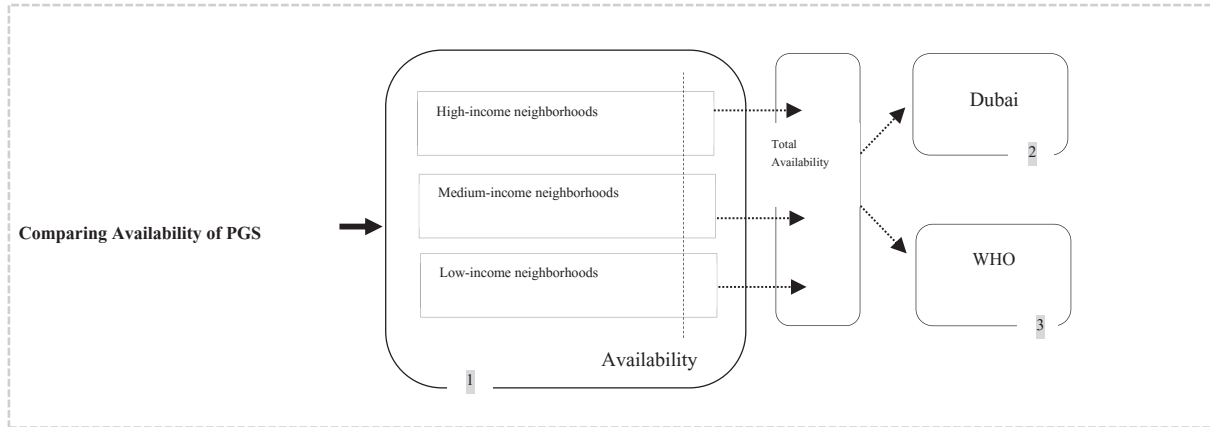 Comparing Availability of PGS
High-income neighborhoods
Medium-income neighborhoods
Low-income neighborhoods
Availability
1
Total
Availability
Dubai
2
WHO
3